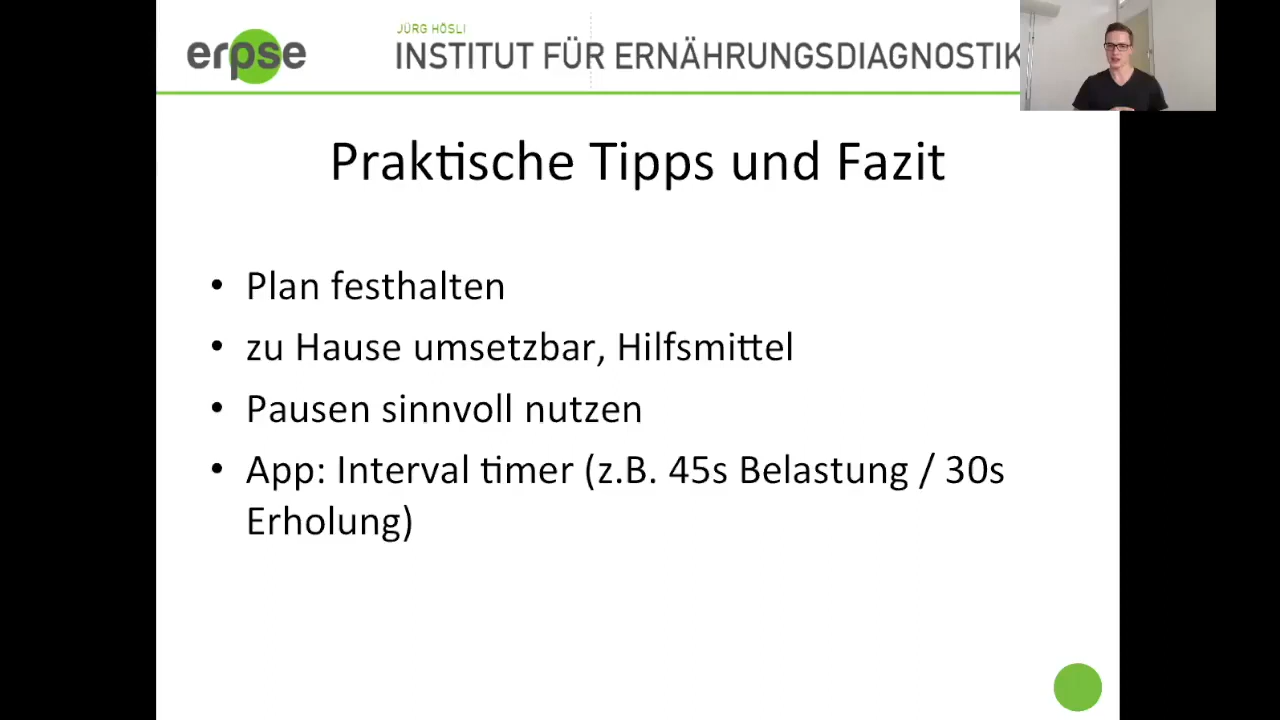 erpse
JÜRG HÖSLI
INSTITUT FÜR ERNÄHRUNGSDIAGNOSTIK
Praktische Tipps und Fazit
• Plan festhalten
• zu Hause umsetzbar, Hilfsmittel
• Pausen sinnvoll nutzen
• App: Interval timer (z.B. 45s Belastung / 30s
Erholung)